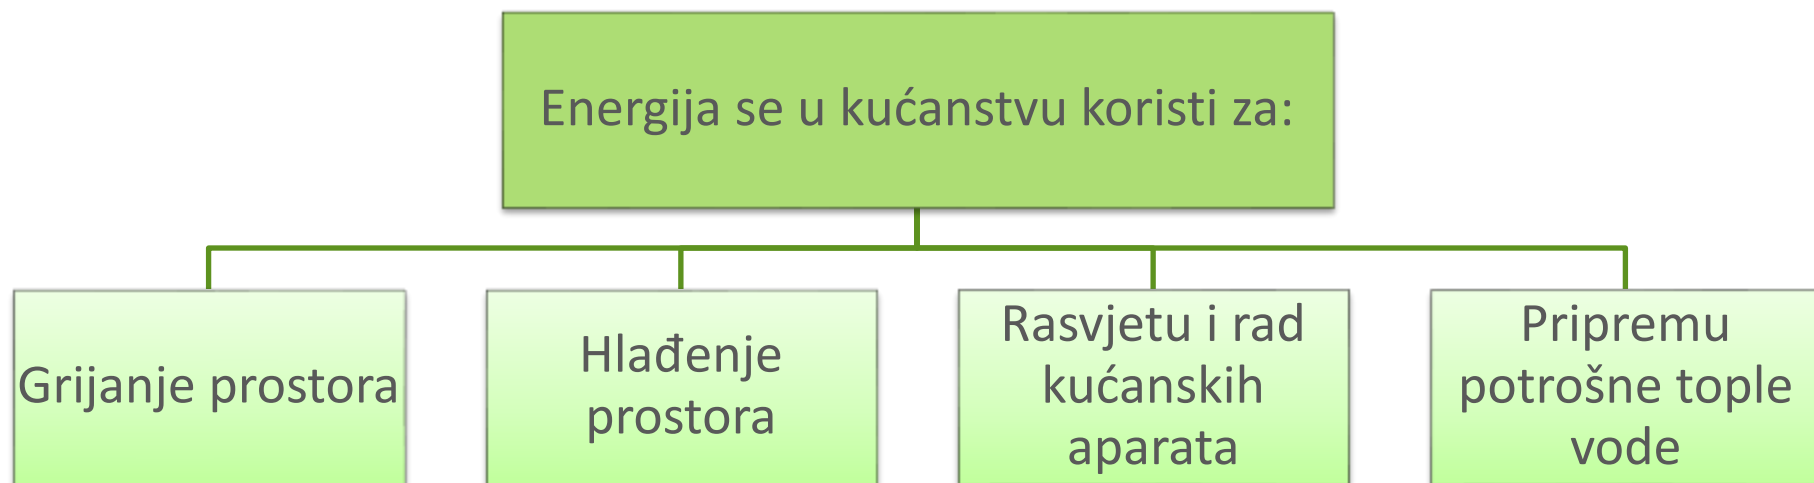 Energija se u kućanstvu koristi za:
Grijanje prostora
Hlađenje
prostora
Rasvjetu i rad
kućanskih
aparata
Pripremu
potrošne tople
vode